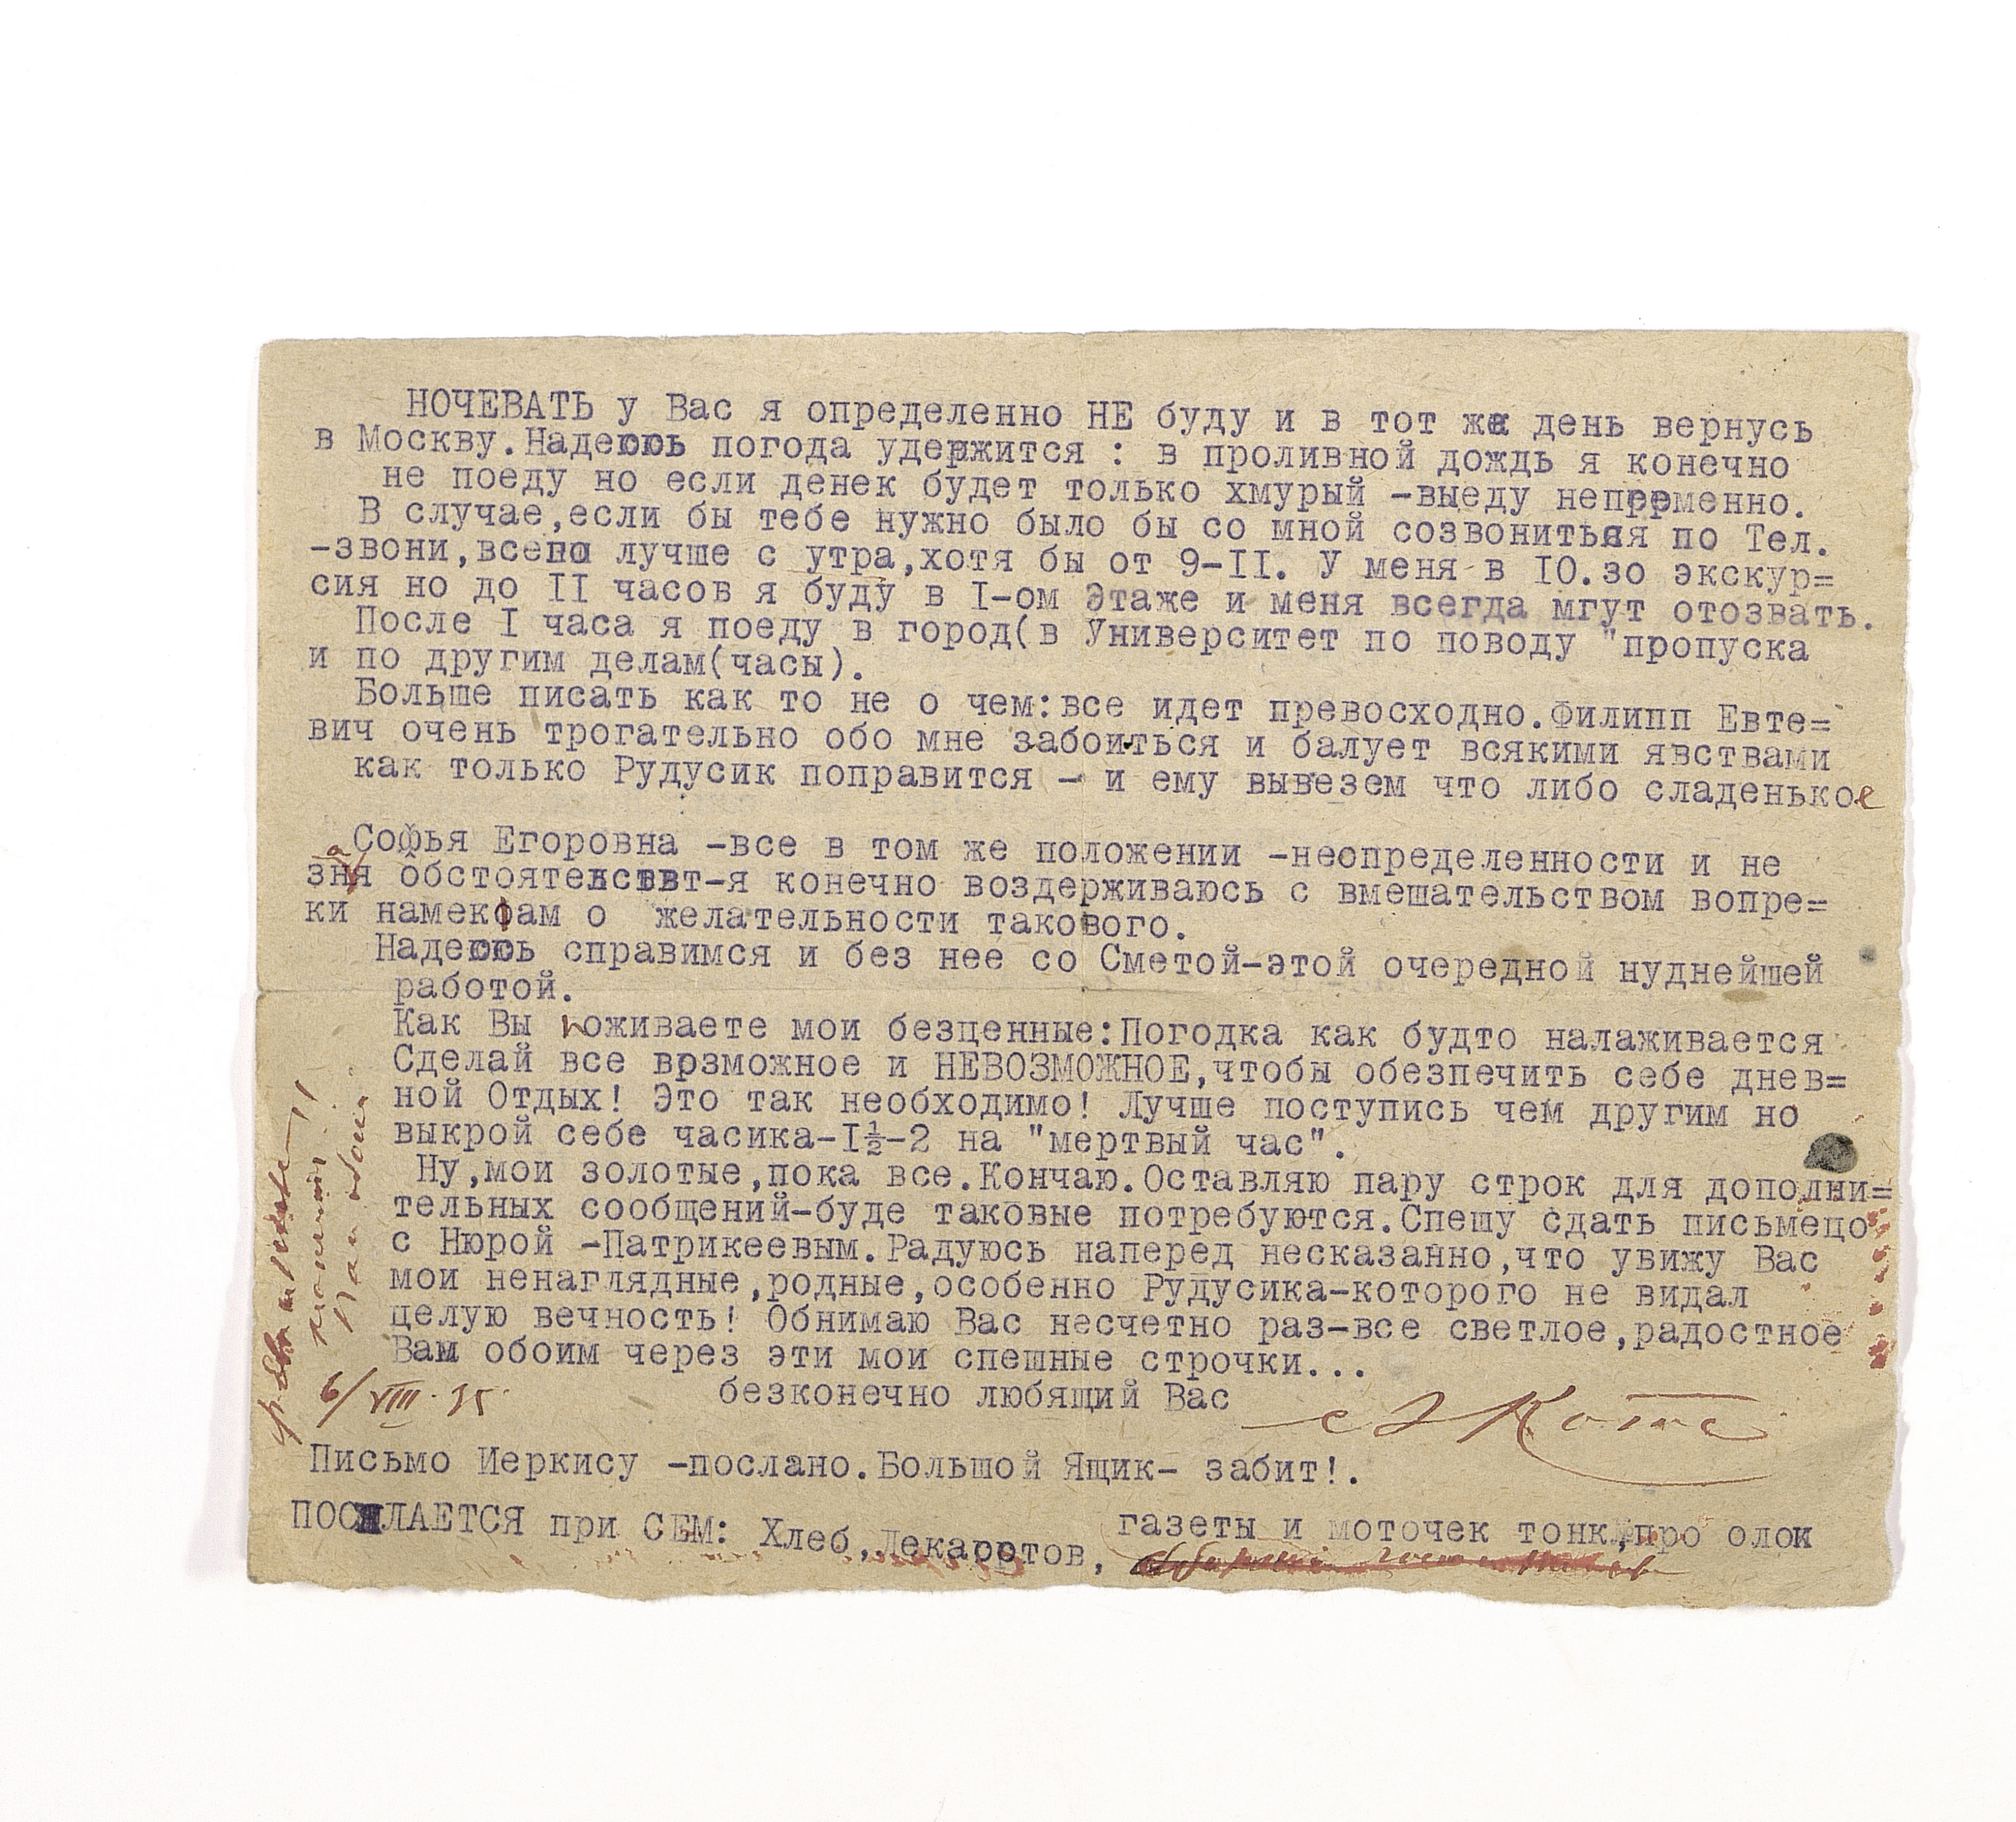 НОЧЕВАТЬ у Вас я определенно НЕ буду и в тот же день вернусь
в Москву.Надеюсь погода удержится : в проливной дождь я конечно
не поеду но если денек будет только хмурый -выеду непрременно.
В случае,если бы тебе нужно было бы со мной созвониться по Тел.
-звони,всего лучше с утра,хотя бы от 9-II. У меня в IO.зо экскур=
сия но до II часов я буду в I-ом Этаже и меня всегда мгут отозвать.
После I часа я поеду в город(в Университет по поводу "пропуска
и по другим делам(часы).
Больше писать как то не о чем:все идет превосходно.Филипп Евте=
вич очень трогательно обо мне забоиться и балует всякими явствами
как только Рудусик поправится - и ему вывезем что либо сладенькое
Софья Егоровна -все в том же положении -неопределенности и не
зная обстоятельств-я конечно воздерживаюсь с вмешательством вопре=
ки намекам о желательности такового.
Надеюсь справимся и без нее со Сметой-этой очередной нуднейшей
работой.
Как Вы поживаете мои безценные:Погодка как будто налаживается
Сделай все врзможное и НЕВОЗМОЖНОЕ,чтобы обезпечить себе днев=
ной Отдых! Это так необходимо! Лучше поступись чем другим но
выкрой себе часика-I½-2 на "мертвый час".
Ну,мои золотые,пока все.Кончаю.Оставляю пару строк для дополни=
тельных сообщений-буде таковые потребуются.Спешу сдать письмецо
с Нюрой -Патрикеевым.Радуюсь наперед несказанно,что увижу Вас
мои ненаглядные,родные,особенно Рудусика-которого не видал
целую вечность! Обнимаю Вас несчетно раз-все светлое,радостное
Вам обоим через эти мои спешные строчки...
безконечно любящий Вас
Котс
6/VIII·35
Письмо Иеркису -послано.Большой Ящик- забит!.
ПОСЫЛАЕТСЯ при СЕМ: Хлеб,Лекарртов, газеты и моточек тонк,про олок